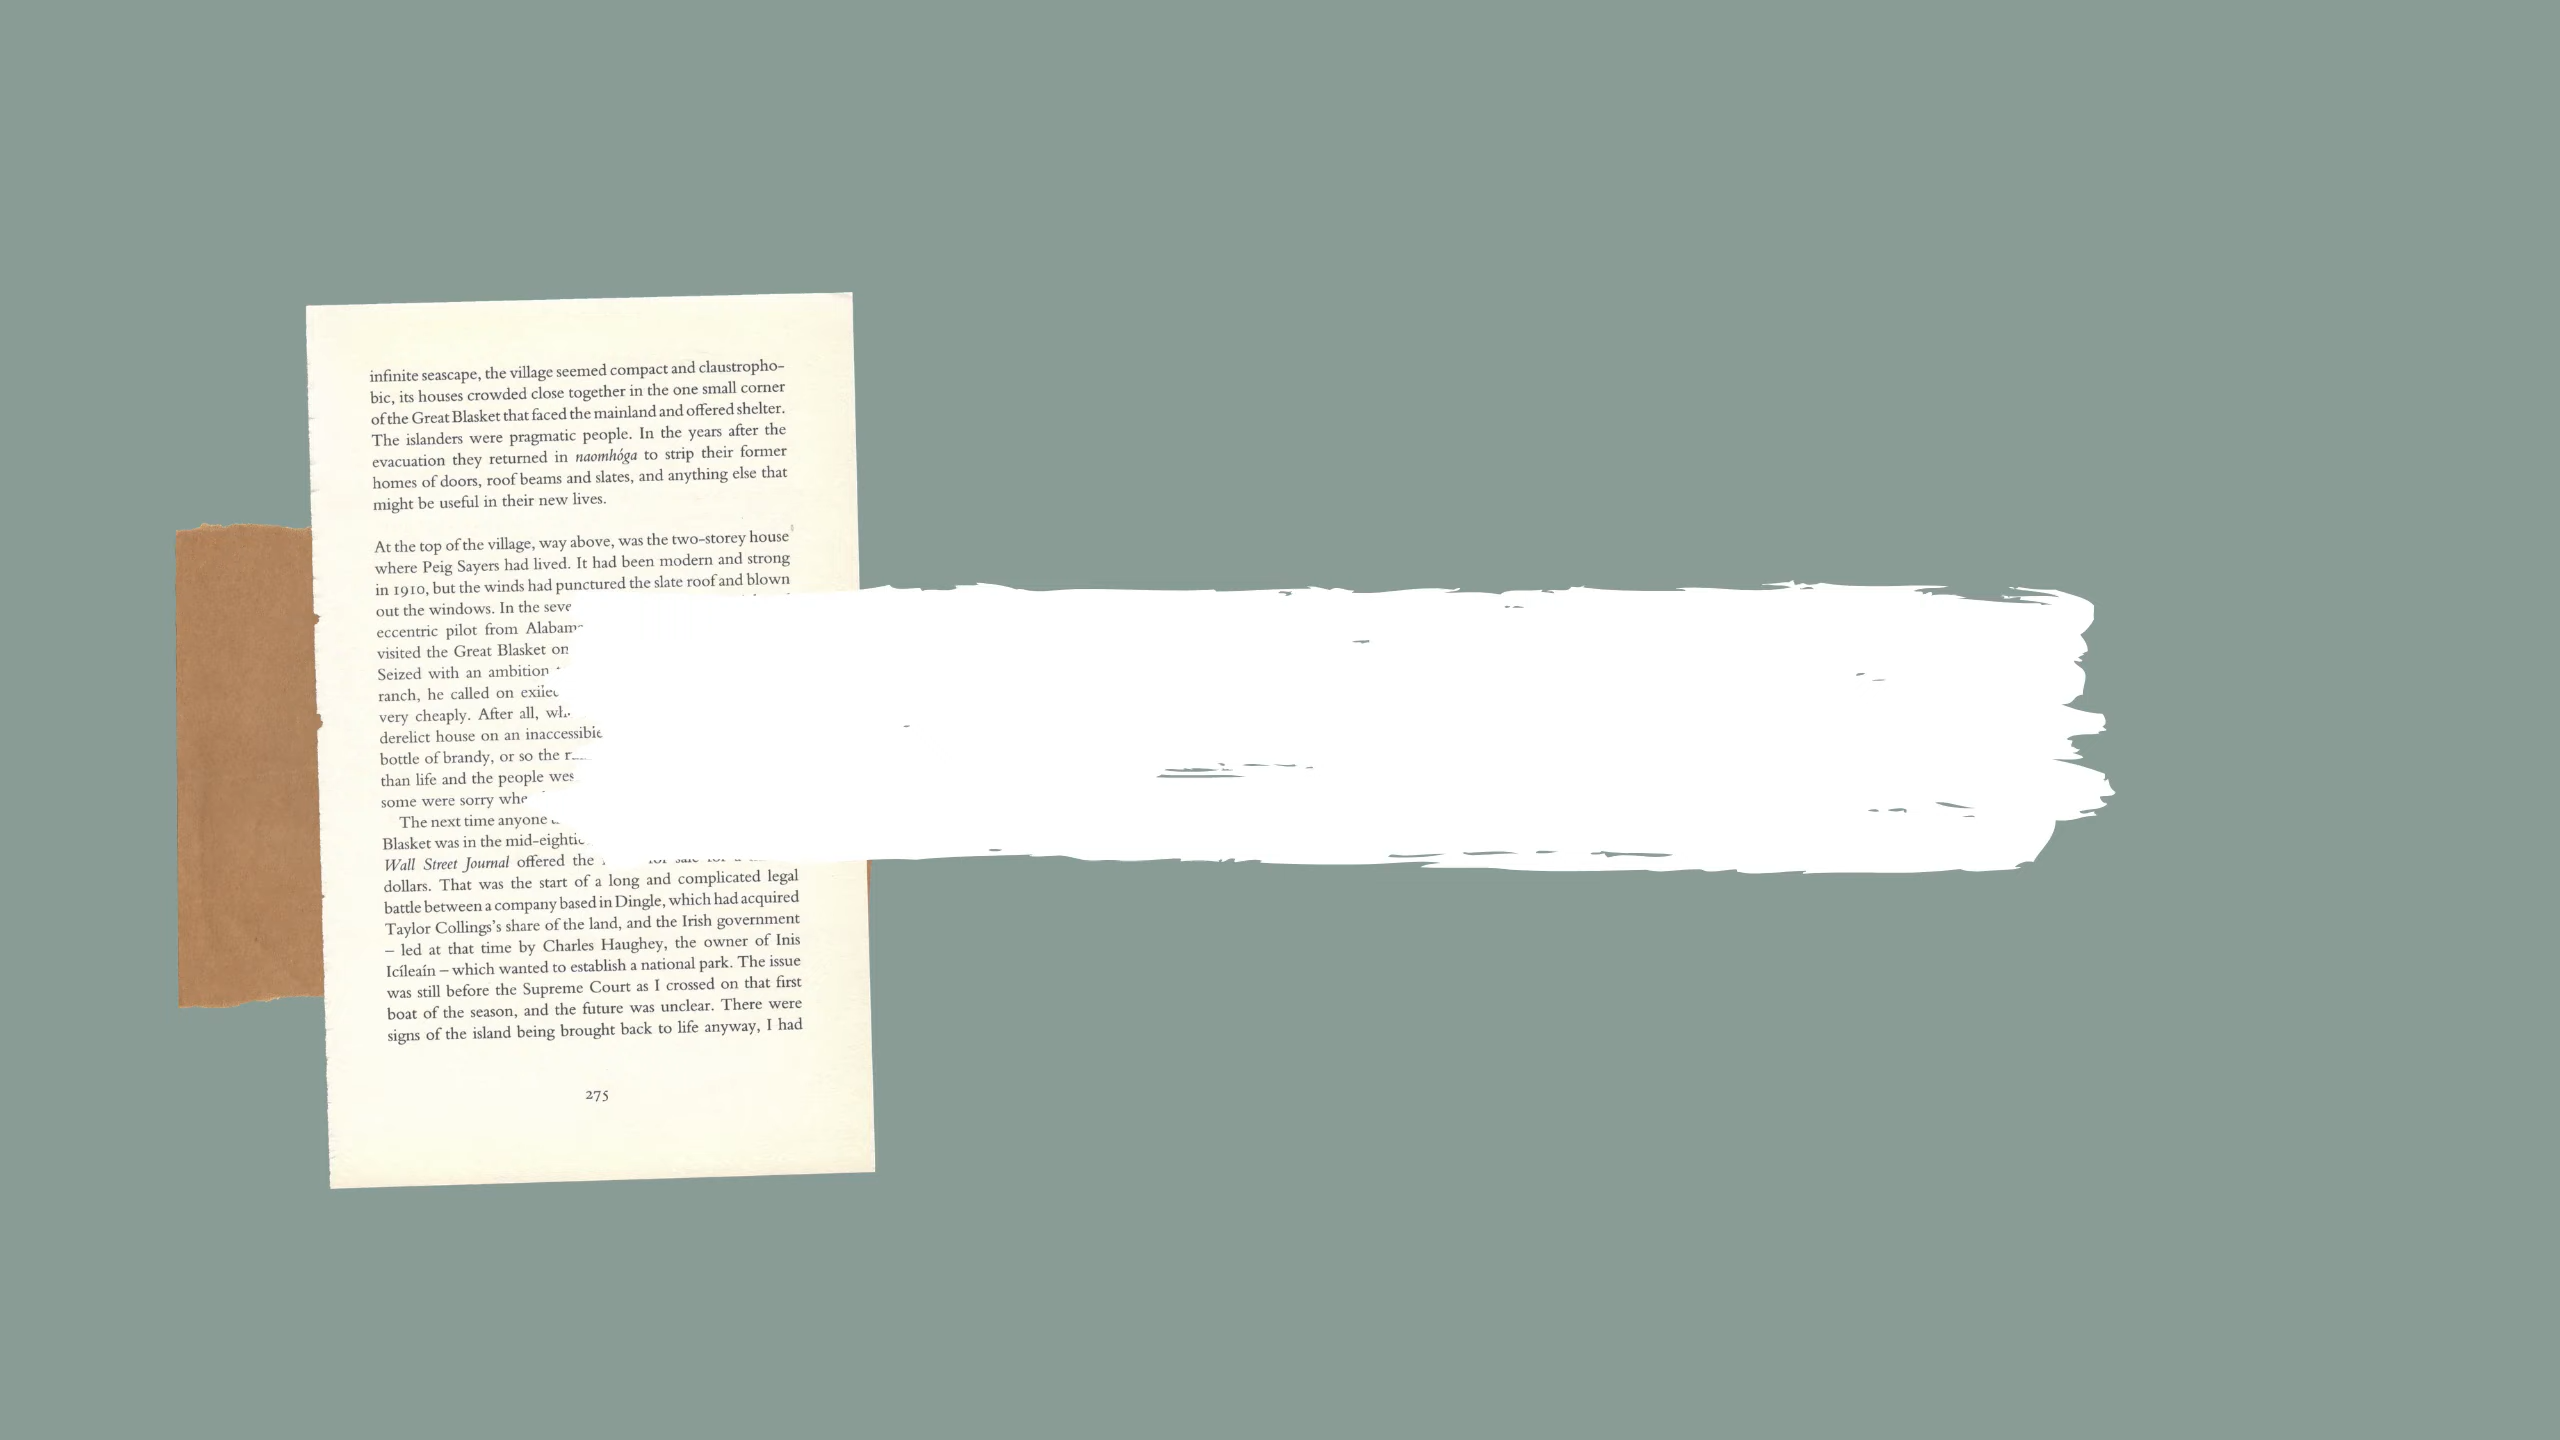 infinite seascape, the village seemed compact and claustropho-
bic, its houses crowded close together in the one small corner
of the Great Blasket that faced the mainland and offered shelter.
The islanders were pragmatic people. In the years after the
evacuation they returned in naomhóga to strip their former
homes of doors, roof beams and slates, and anything else that
might be useful in their new lives.
At the top of the village, way above, was the two-storey house
where Peig Sayers had lived. It had been modern and strong
in 1910, but the winds had punctured the slate roof and blown
out the windows. In the seve
eccentric pilot from
visited the Great Blasket on
Seized with an ambition
ranch, he called on
very cheaply. After all,
derelict house on an
bottle of brandy, or so the
than life and the people wes
some were sorry whe
The next time anyone
Blasket was in the
Wall Street Journal offered the
dollars. That was the start of a long and complicated legal
battle between a company based in Dingle, which had acquired
Taylor Collings's share of the land, and the Irish government
– led at that time by Charles Haughey, the owner of Inis
Icíleaín – which wanted to establish a national park. The issue
was still before the Supreme Court as I crossed on that first
boat of the season, and the future was unclear. There were
signs of the island being brought back to life anyway, I had
275